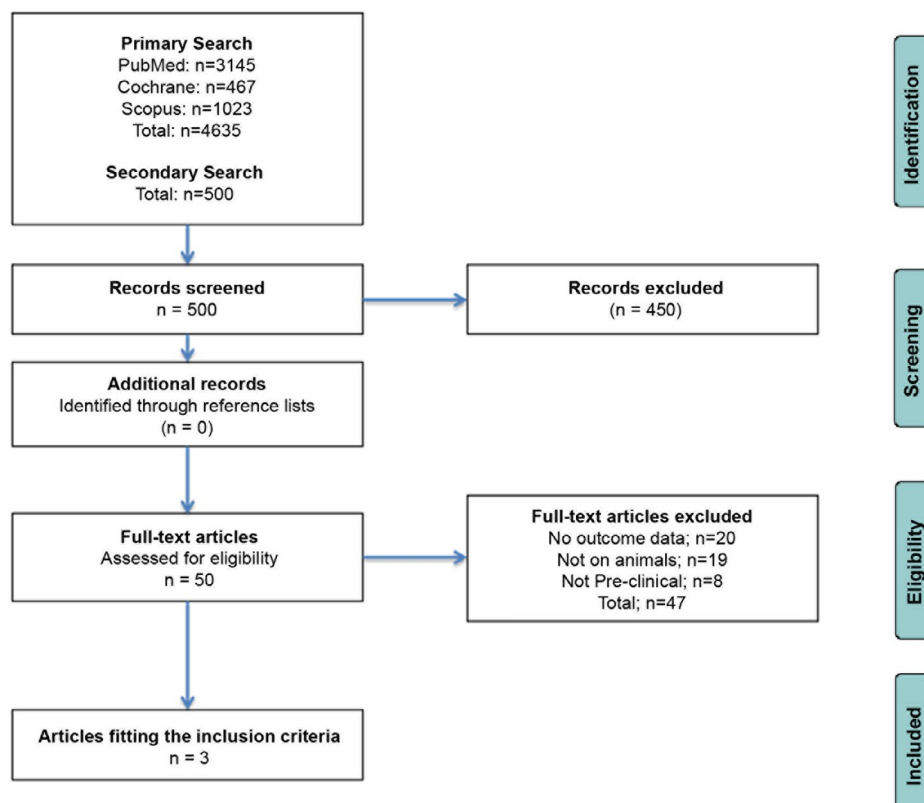 Primary Search
PubMed: n=3145
Cochrane: n=467
Scopus: n=1023
Total: n=4635
Secondary Search
Total: n=500
Identification
Records screened
n = 500
Records excluded
(n = 450)
Screening
Additional records
Identified through reference lists
(n = 0)
Full-text articles
Assessed for eligibility
n = 50
Full-text articles excluded
No outcome data; n=20
Not on animals; n=19
Not Pre-clinical; n=8
Total; n=47
Eligibility
Articles fitting the inclusion criteria
n = 3
Included